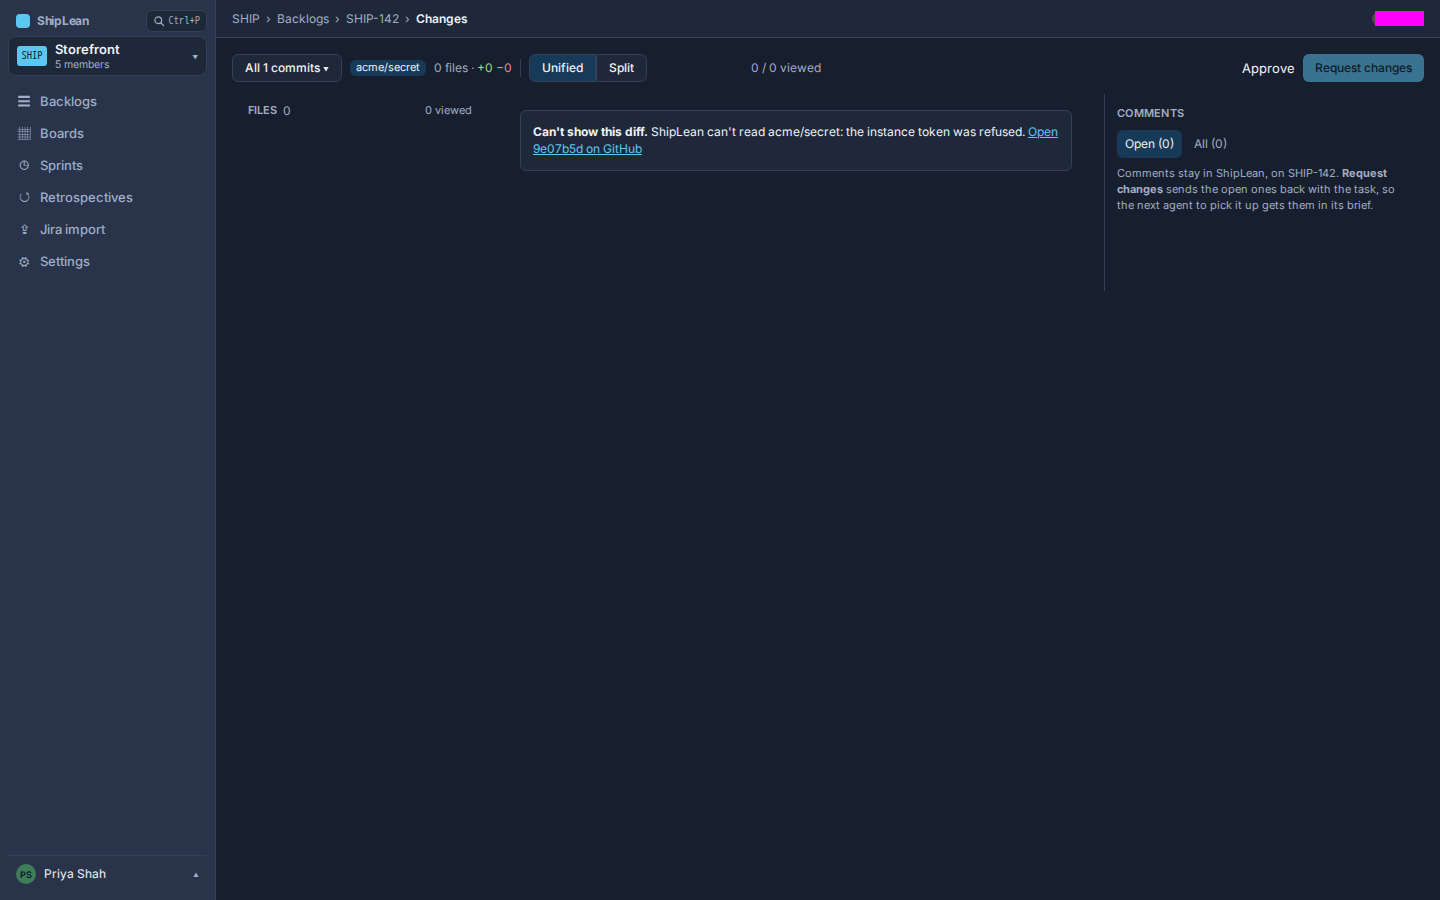 ShipLean
Ctrl+P
SHIP
Storefront
5 members
Backlogs
Boards
Sprints
Retrospectives
Jira import
Settings
Priya Shah
PS
SHIP › Backlogs › SHIP-142 › Changes
All 1 commits
acme/secret
0 files · +0 −0
Unified
Split
0 / 0 viewed
Approve
Request changes
FILES 0
0 viewed
Can't show this diff. ShipLean can't read acme/secret: the instance token was refused. Open
9e07b5d on GitHub
COMMENTS
Open (0)
All (0)
Comments stay in ShipLean, on SHIP-142. Request
changes sends the open ones back with the task, so
the next agent to pick it up gets them in its brief.